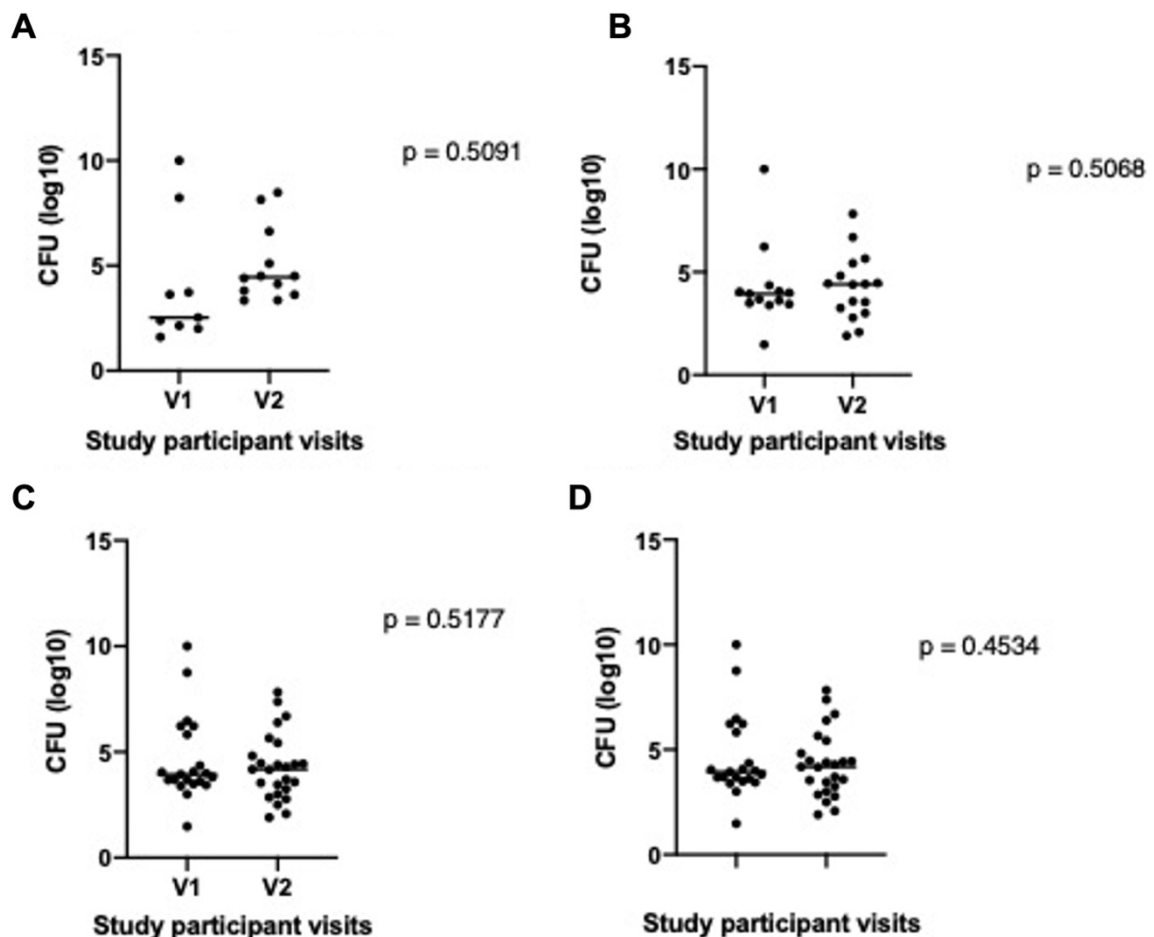 A
15
10
5
0
CFU (log10)
p = 0.5091
V1 V2
Study participant visits
B
15
10
5
0
CFU (log10)
p = 0.5068
V1 V2
Study participant visits
C
15
10
5
0
CFU (log10)
p = 0.5177
V1 V2
Study participant visits
D
15
10
5
0
CFU (log10)
p = 0.4534
Study participant visits